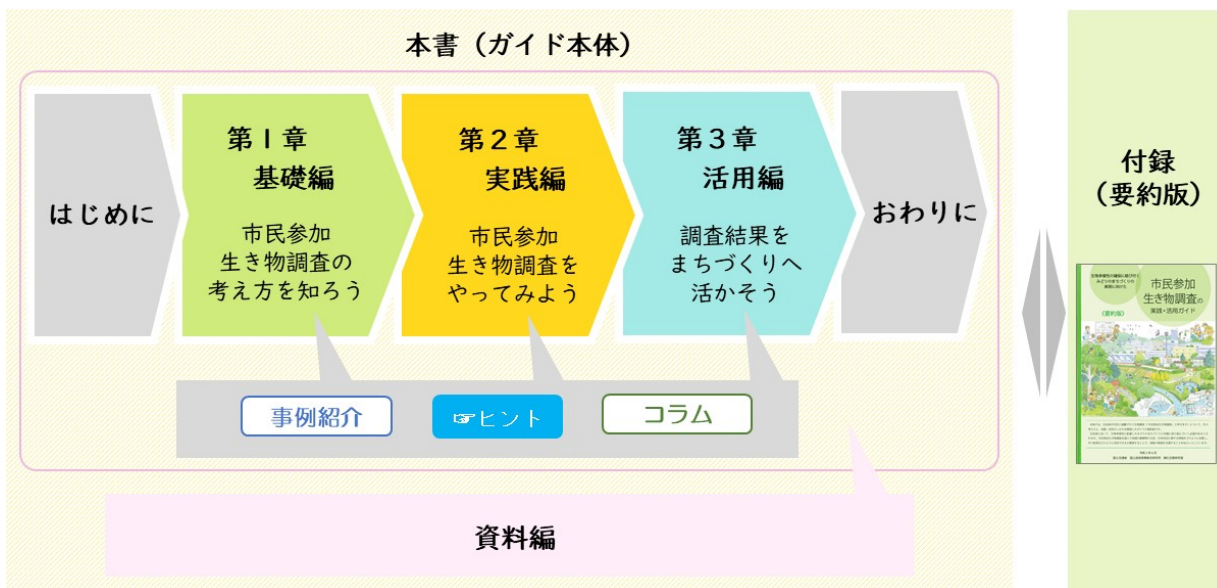 本書（ガイド本体）
はじめに
第1章
基礎編
市民参加
生き物調査の
考え方を知ろう
第2章
実践編
市民参加
生き物調査を
やってみよう
第3章
活用編
調査結果を
まちづくりへ
活かそう
おわりに
事例紹介
☞ヒント
コラム
資料編
付録
（要約版）
市民参加
生き物調査の
実践・活用ガイド
《要約版》